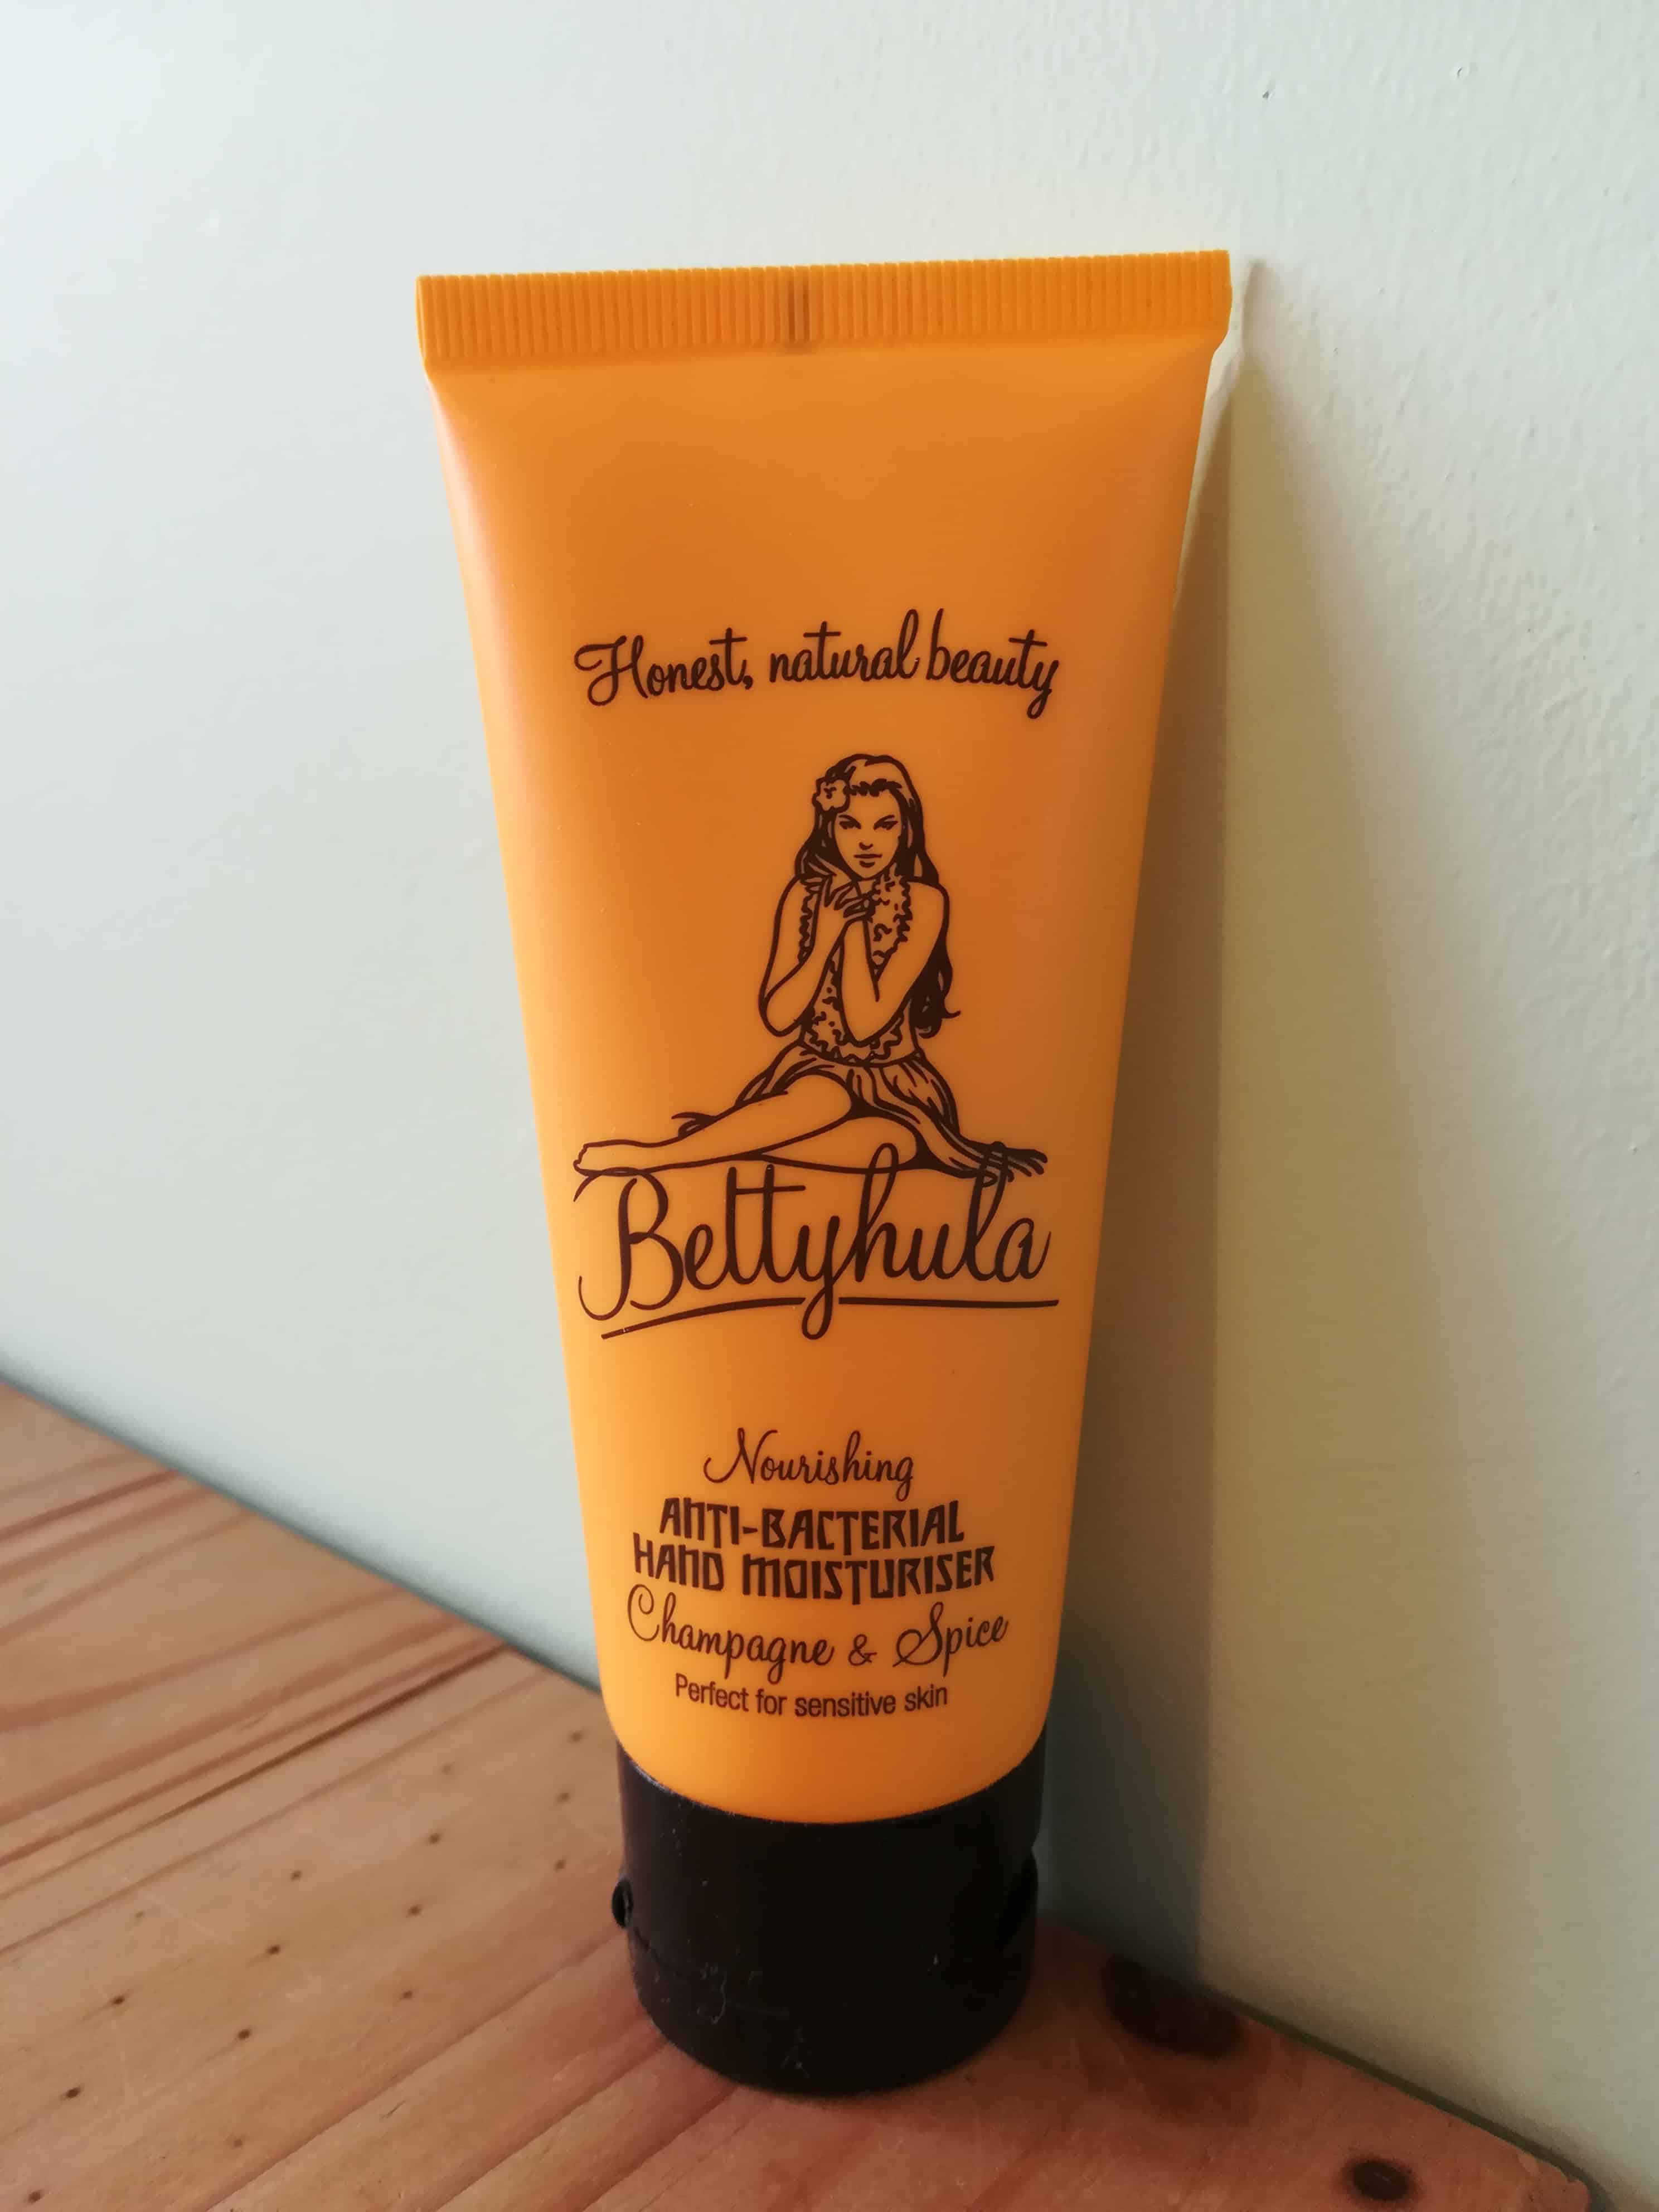 Honest, natural beauty
Bettyhula
Nourishing
ANTI-BACTERIAL
HAND MOISTURISER
Champagne & Spice
Perfect for sensitive skin